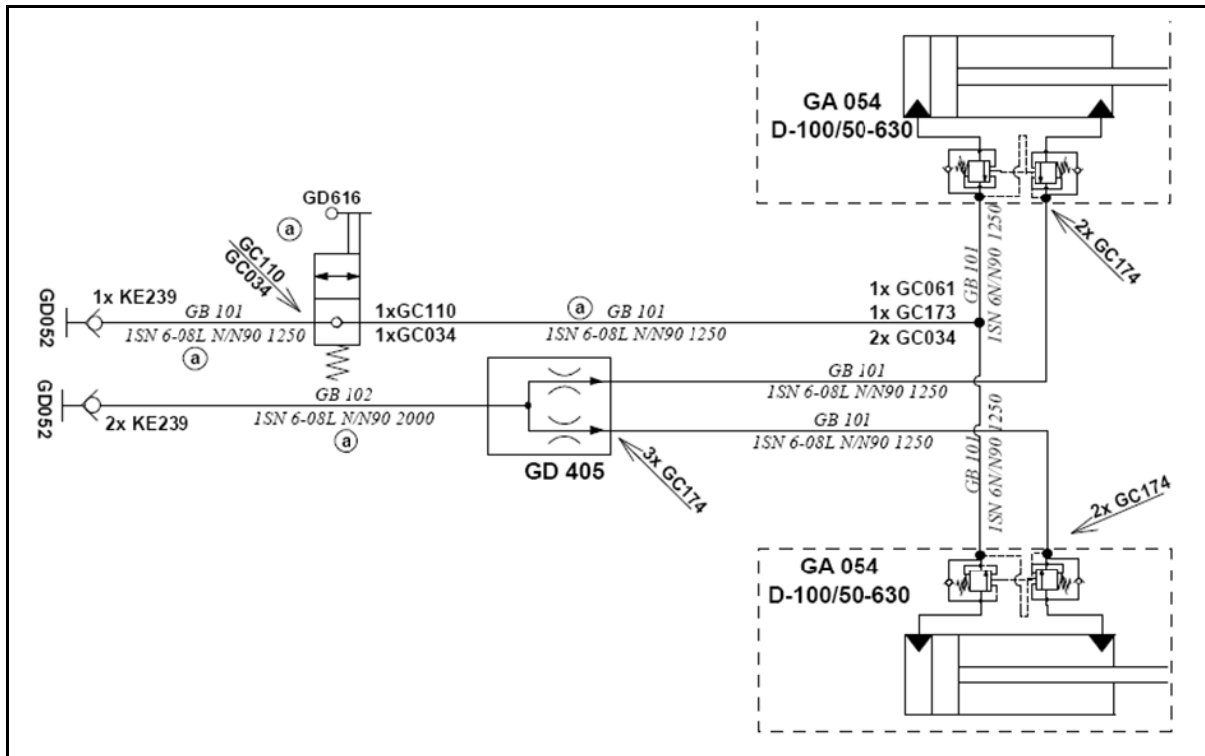 GA 054
D-100/50-630
GD616
a
GC110
GC034
2x GC174
GB 101
1SN 6N/N90 1250
1x KE239
GD052
GB 101
1SN 6-08L N/N90 1250
a
1xGC110
1xGC034
a
GB 101
1SN 6-08L N/N90 1250
1x GC061
1x GC173
2x GC034
GD052
2x KE239
GB 102
1SN 6-08L N/N90 2000
a
GD 405
3x GC174
GB 101
1SN 6-08L N/N90 1250
GB 101
1SN 6-08L N/N90 1250
GB 101
1SN 6N/N90 1250
2x GC174
GA 054
D-100/50-630